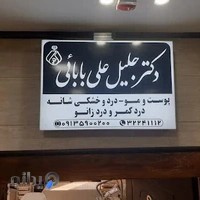 دکتر جلیل علی بابائی
پوست و مو - درد و خشکی شانه
درد کمر و درد زانو
۰۹۱۳۵۹۰۰۲۰۰ ۳۲۲۴۱۱۱۲